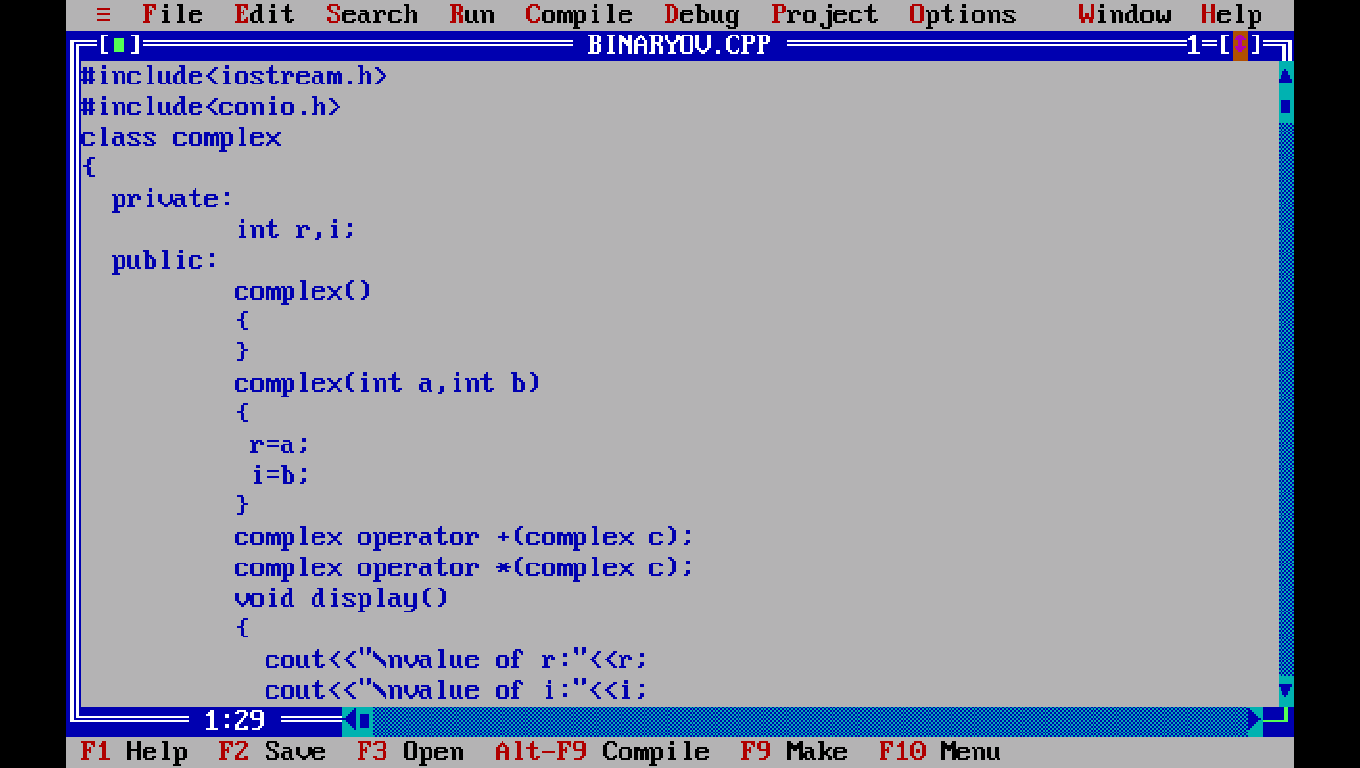 ≡ File Edit Search Run Compile Debug Project Options Window Help
[■] BINARYOV.CPP 1=[↕]
#include<iostream.h>
#include<conio.h>
class complex
{
private:
int r,i;
public:
complex()
{
}
complex(int a,int b)
{
r=a;
i=b;
}
complex operator +(complex c);
complex operator *(complex c);
void display()
{
cout<<"\nvalue of r:"<<r;
cout<<"\nvalue of i:"<<i;
1:29
F1 Help F2 Save F3 Open Alt-F9 Compile F9 Make F10 Menu